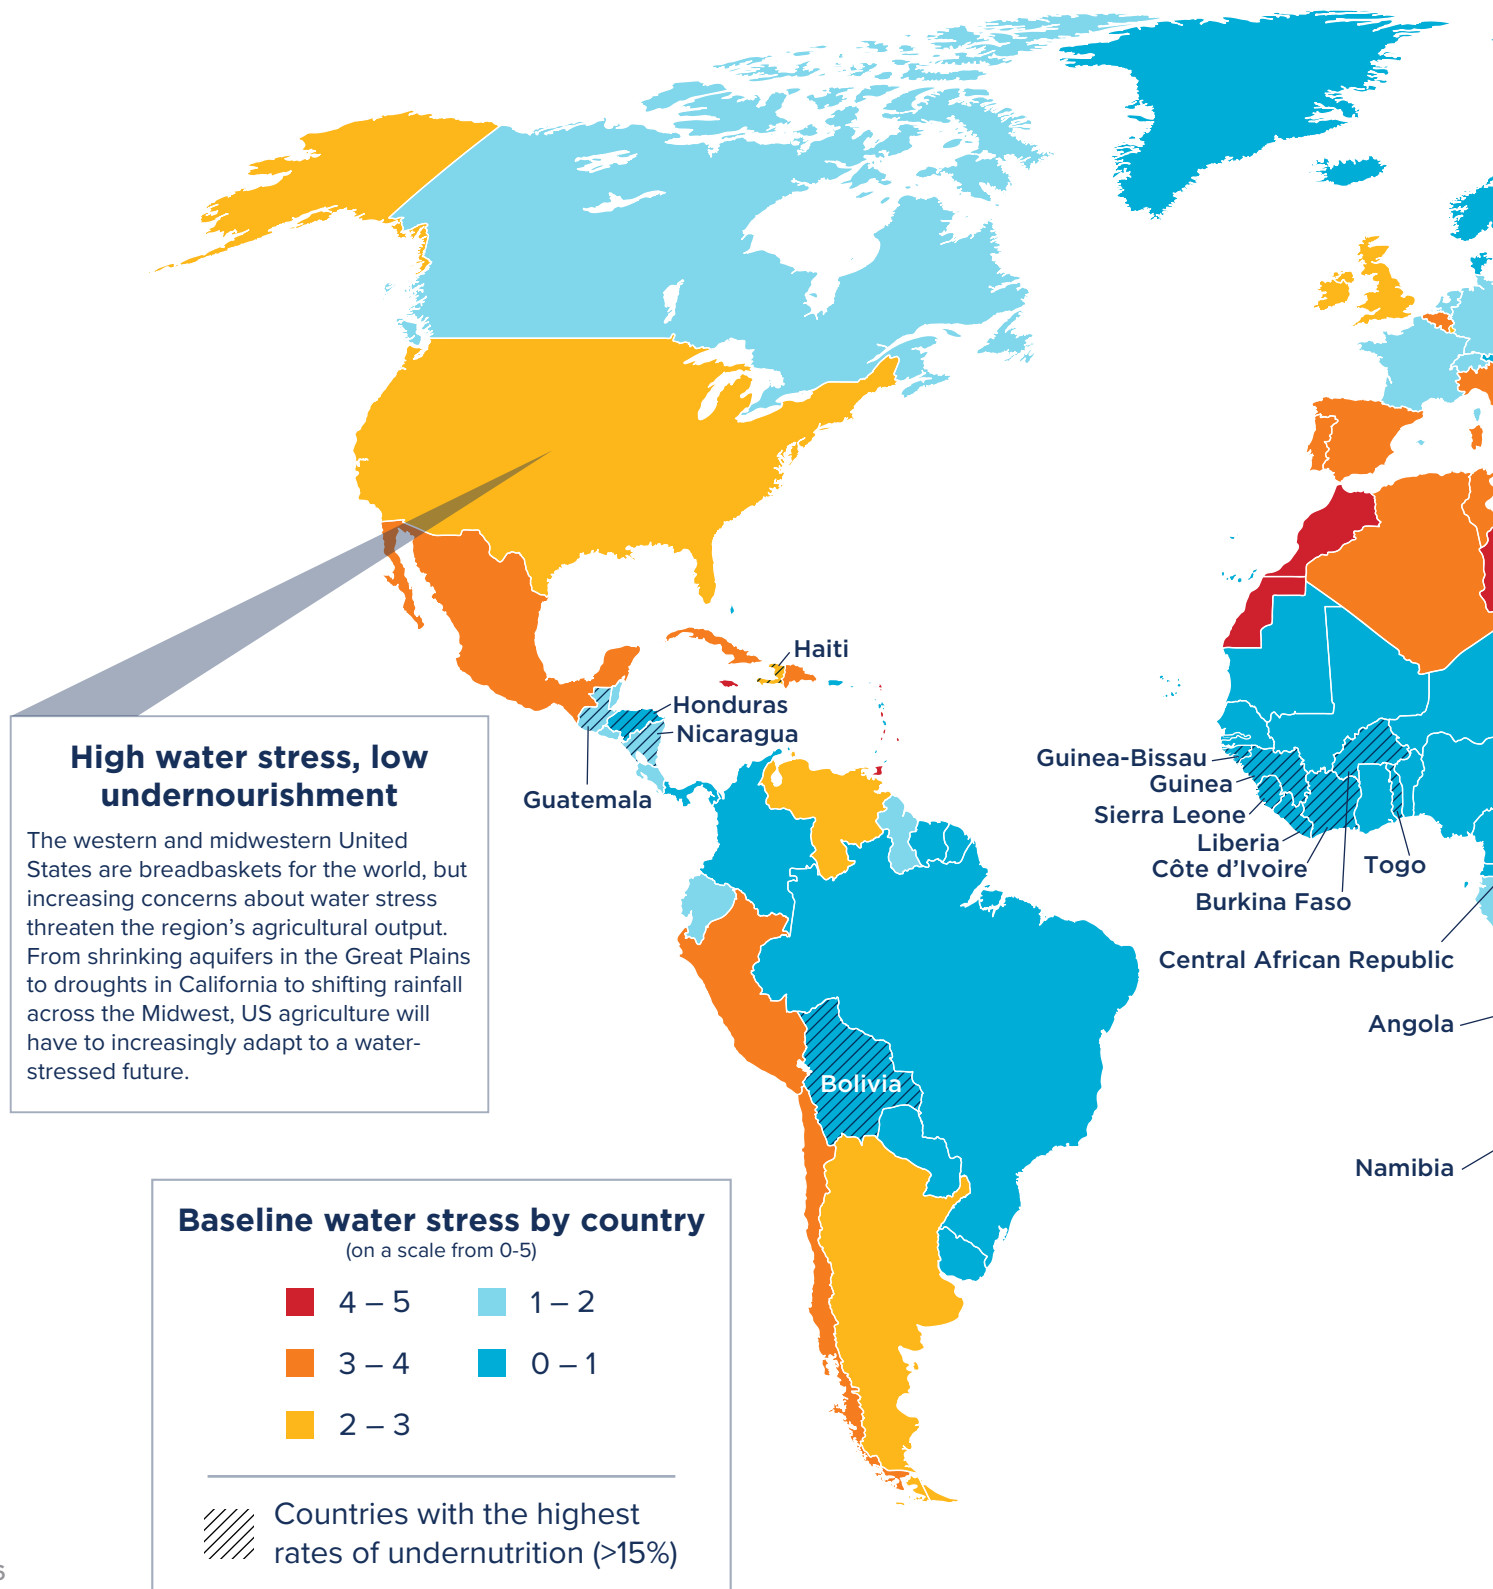 Haiti
Honduras
Nicaragua
Guatemala
High water stress, low
undernourishment
The western and midwestern United
States are breadbaskets for the world, but
increasing concerns about water stress
threaten the region’s agricultural output.
From shrinking aquifers in the Great Plains
to droughts in California to shifting rainfall
across the Midwest, US agriculture will
have to increasingly adapt to a water-
stressed future.
Guinea-Bissau
Guinea
Sierra Leone
Liberia
Côte d’Ivoire
Togo
Burkina Faso
Central African Republic
Angola
Bolivia
Namibia
Baseline water stress by country
(on a scale from 0-5)
4 – 5
1 – 2
3 – 4
0 – 1
2 – 3
Countries with the highest
rates of undernutrition (>15%)